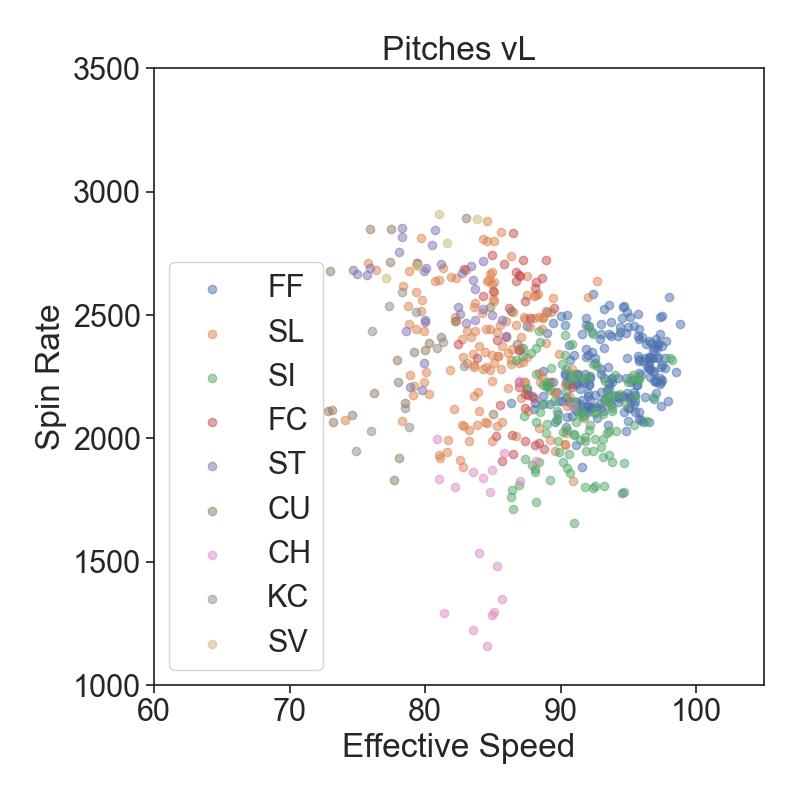 Pitches vL
3500
3000
2500
2000
1500
1000
Spin Rate
FF
SL
SI
FC
ST
CU
CH
KC
SV
60 70 80 90 100
Effective Speed